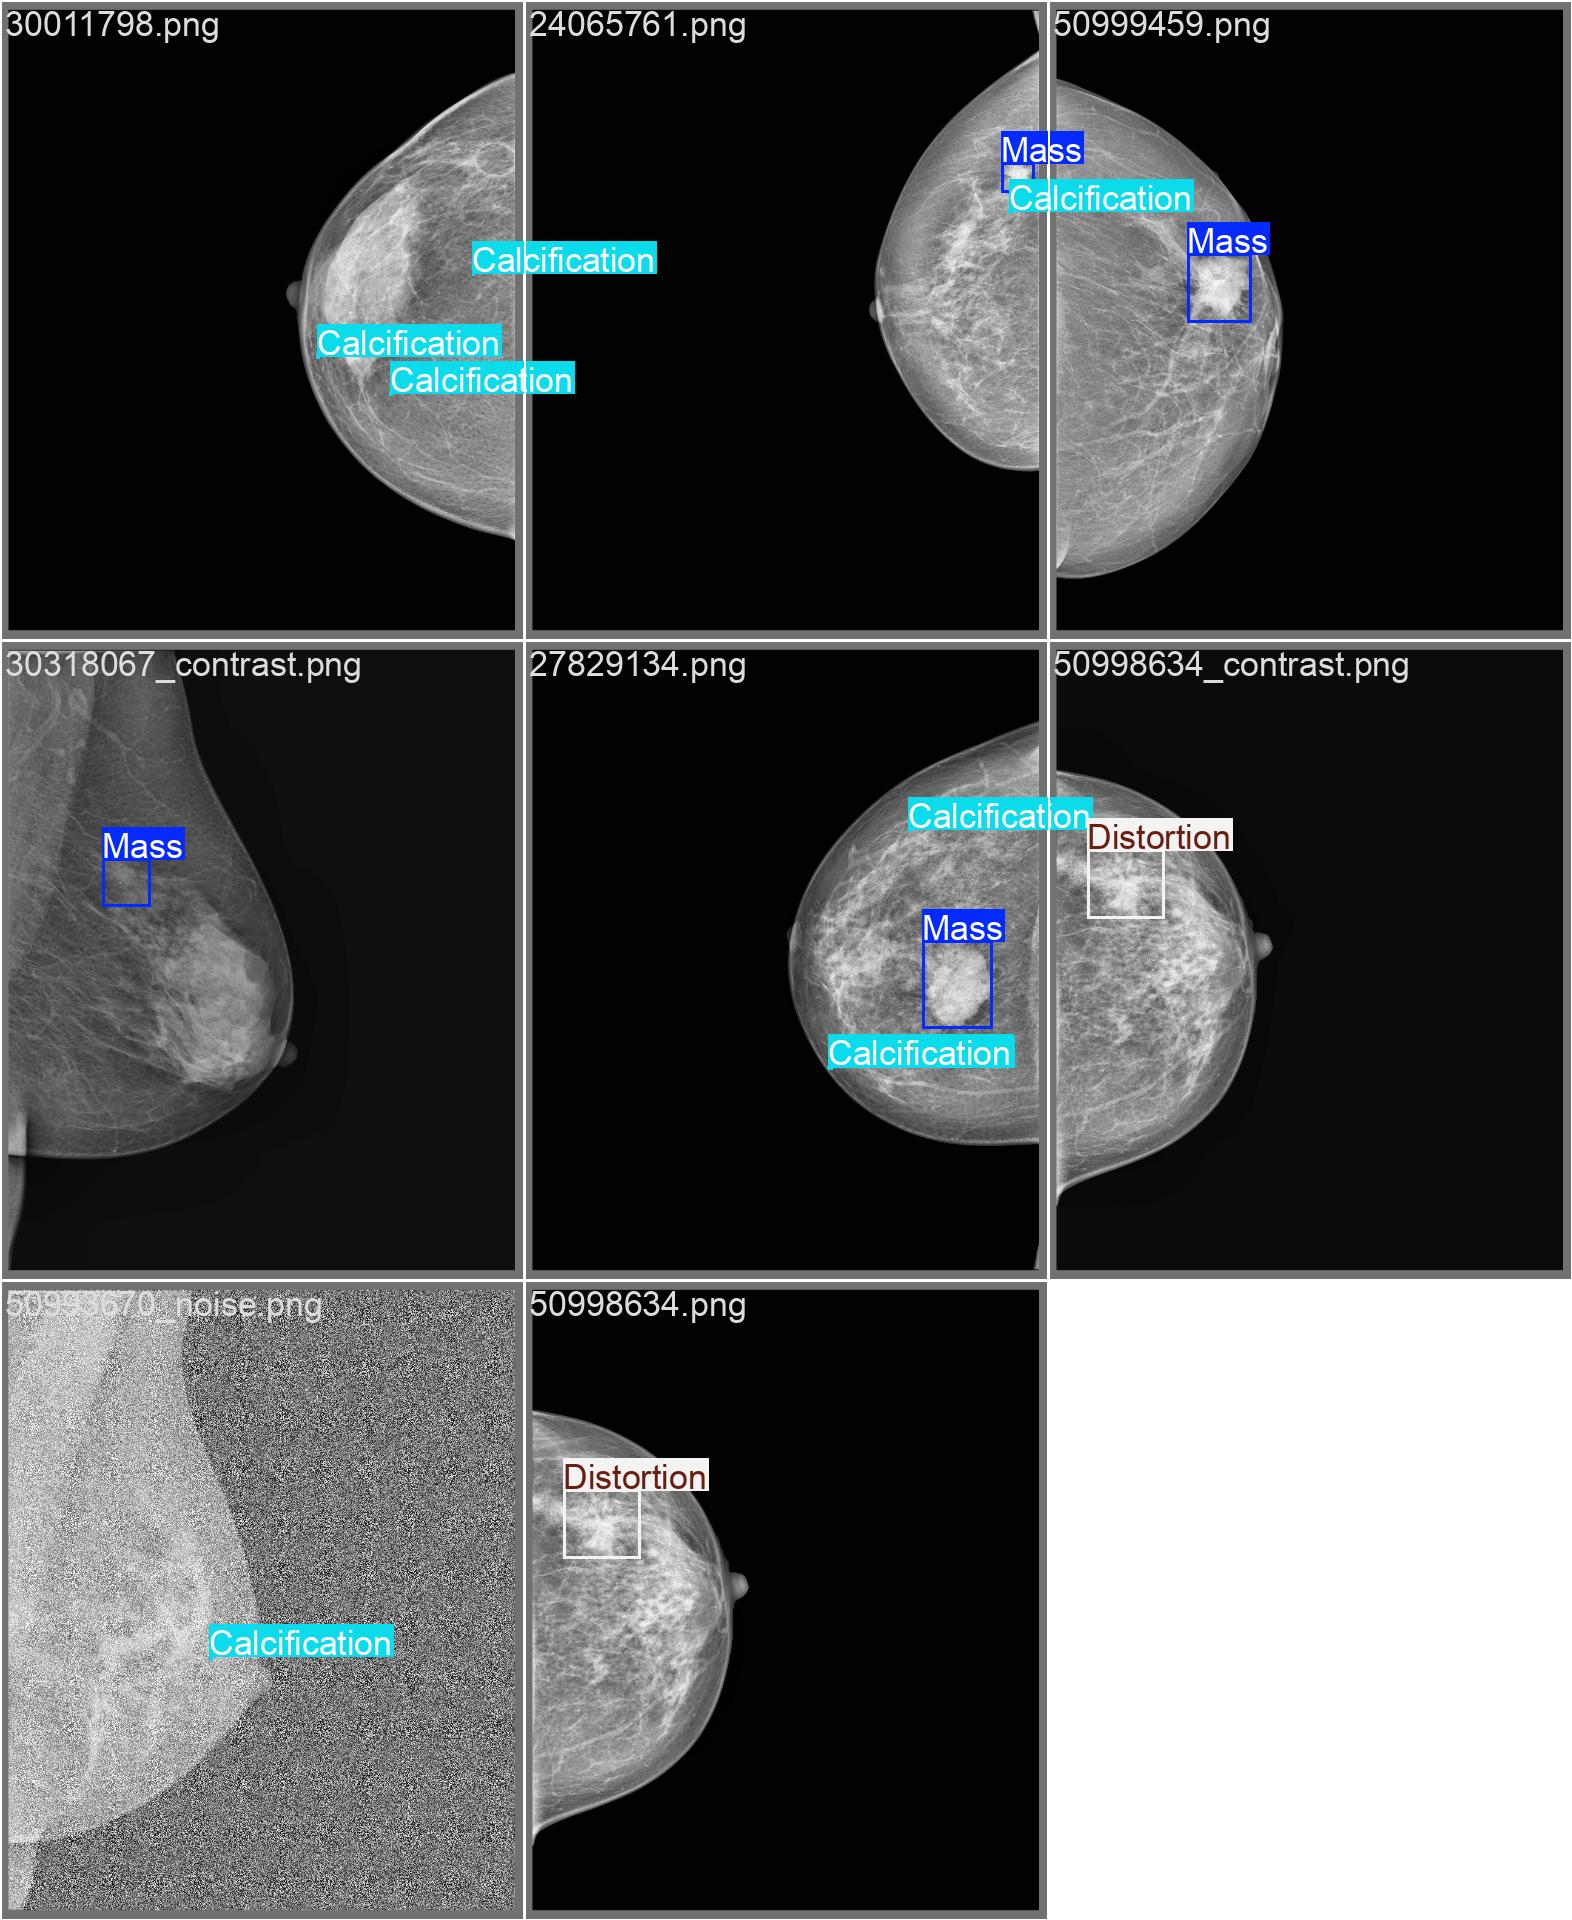 30011798.png
24065761.png
50999459.png
Mass
Calcification
Mass
Calcification
Calcification
Calcification
30318067_contrast.png
27829134.png
50998634_contrast.png
Calcification
Distortion
Mass
Mass
Calcification
50993670_noise.png
50998634.png
Distortion
Calcification